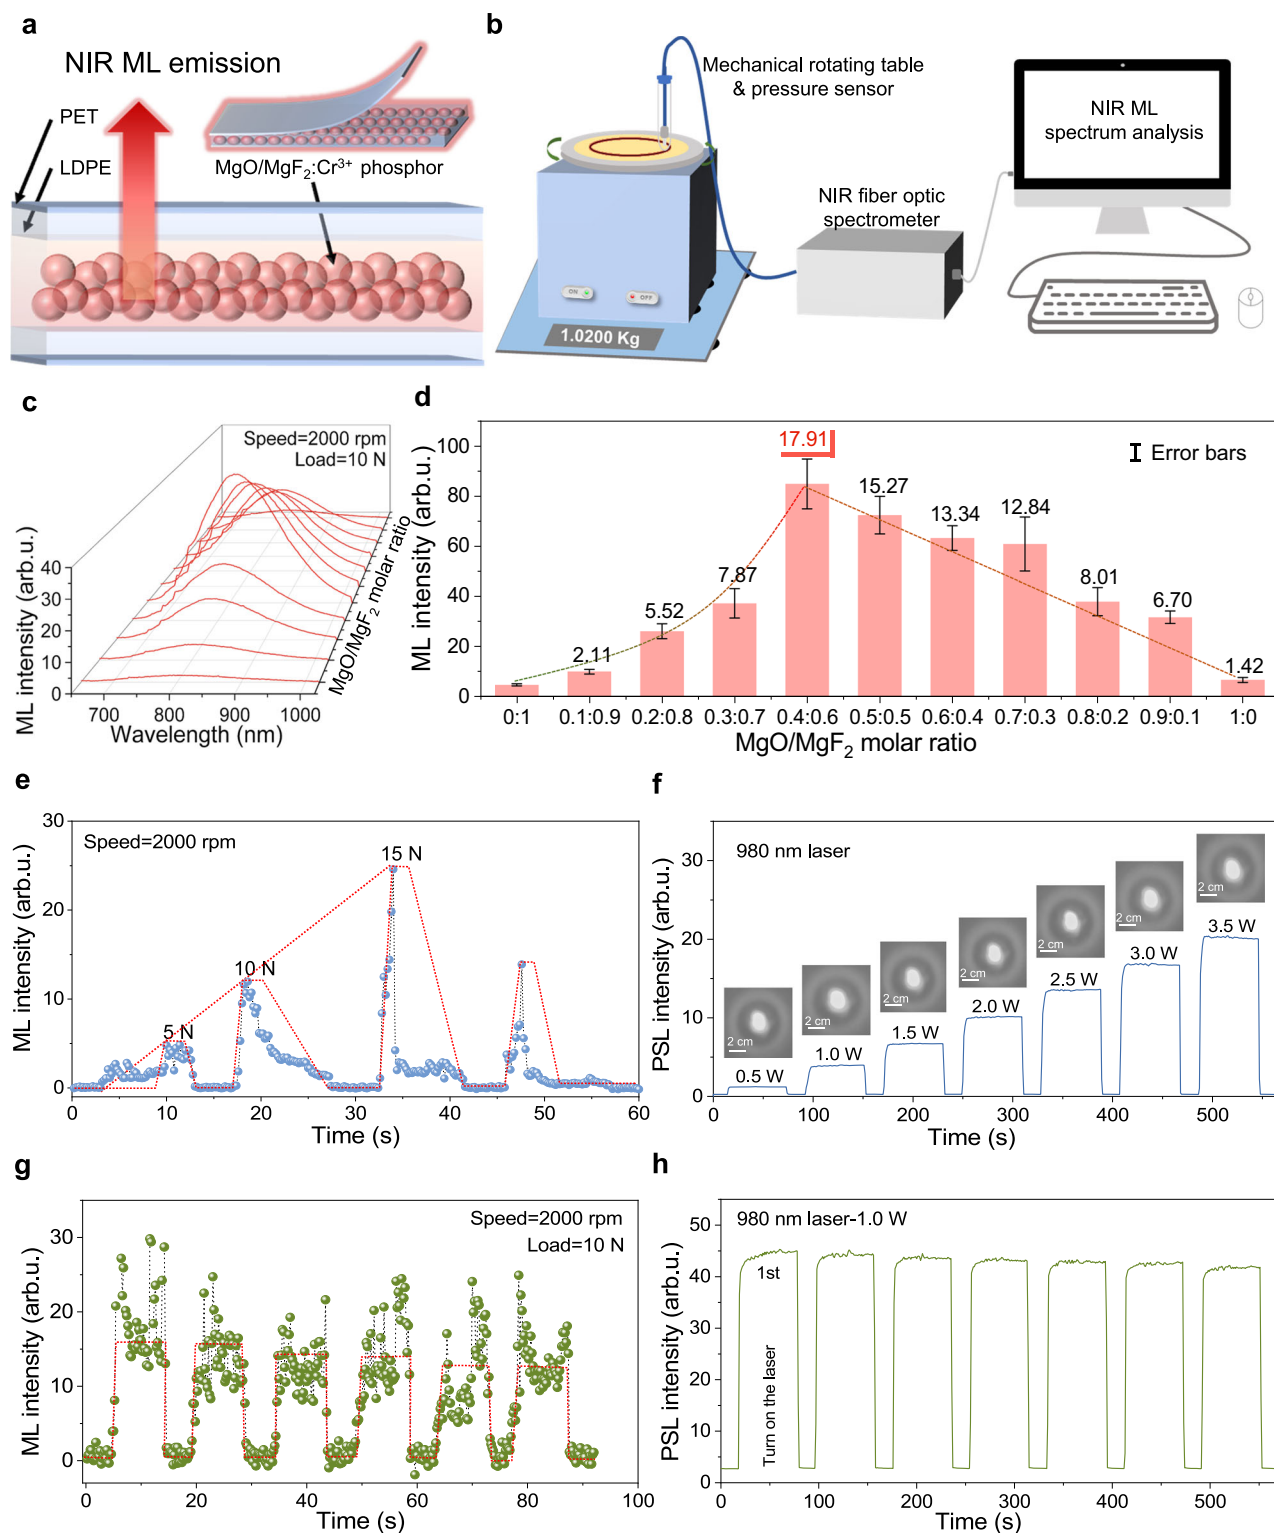 a
NIR ML emission
PET
LDPE
MgO/MgF₂:Cr³⁺ phosphor
b
Mechanical rotating table
& pressure sensor
NIR ML
spectrum analysis
NIR fiber optic
spectrometer
ON
OFF
1.0200 Kg
c
Speed=2000 rpm
Load=10 N
ML intensity (arb.u.)
40
30
20
10
0
700
800
900
1000
Wavelength (nm)
MgO/MgF₂ molar ratio
d
ML intensity (arb.u.)
100
80
60
40
20
0
2.11
5.52
7.87
17.91
15.27
13.34
12.84
8.01
6.70
1.42
Error bars
0:1
0.1:0.9
0.2:0.8
0.3:0.7
0.4:0.6
0.5:0.5
0.6:0.4
0.7:0.3
0.8:0.2
0.9:0.1
1:0
MgO/MgF₂ molar ratio
e
Speed=2000 rpm
ML intensity (arb.u.)
30
20
10
0
5 N
10 N
15 N
0
10
20
30
40
50
60
Time (s)
f
980 nm laser
PSL intensity (arb.u.)
30
20
10
0
2 cm
2 cm
2 cm
2 cm
2 cm
2 cm
2 cm
0.5 W
1.0 W
1.5 W
2.0 W
2.5 W
3.0 W
3.5 W
0
100
200
300
400
500
Time (s)
g
Speed=2000 rpm
Load=10 N
ML intensity (arb.u.)
30
20
10
0
0
20
40
60
80
100
Time (s)
h
980 nm laser-1.0 W
PSL intensity (arb.u.)
50
40
30
20
10
0
1st
Turn on the laser
0
100
200
300
400
500
Time (s)